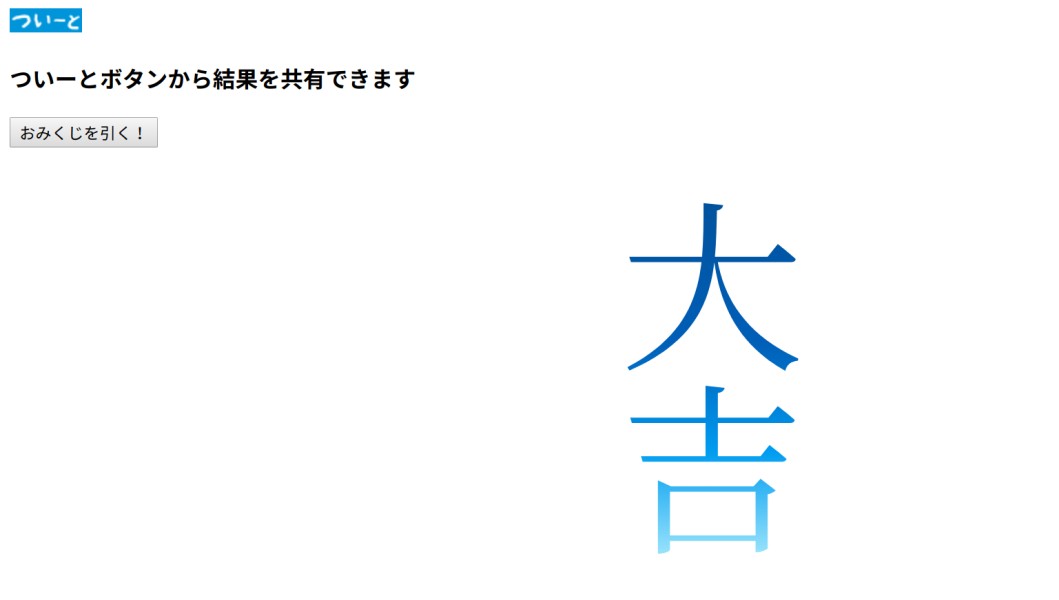 ついーと
ついーとボタンから結果を共有できます
おみくじを引く！
大吉